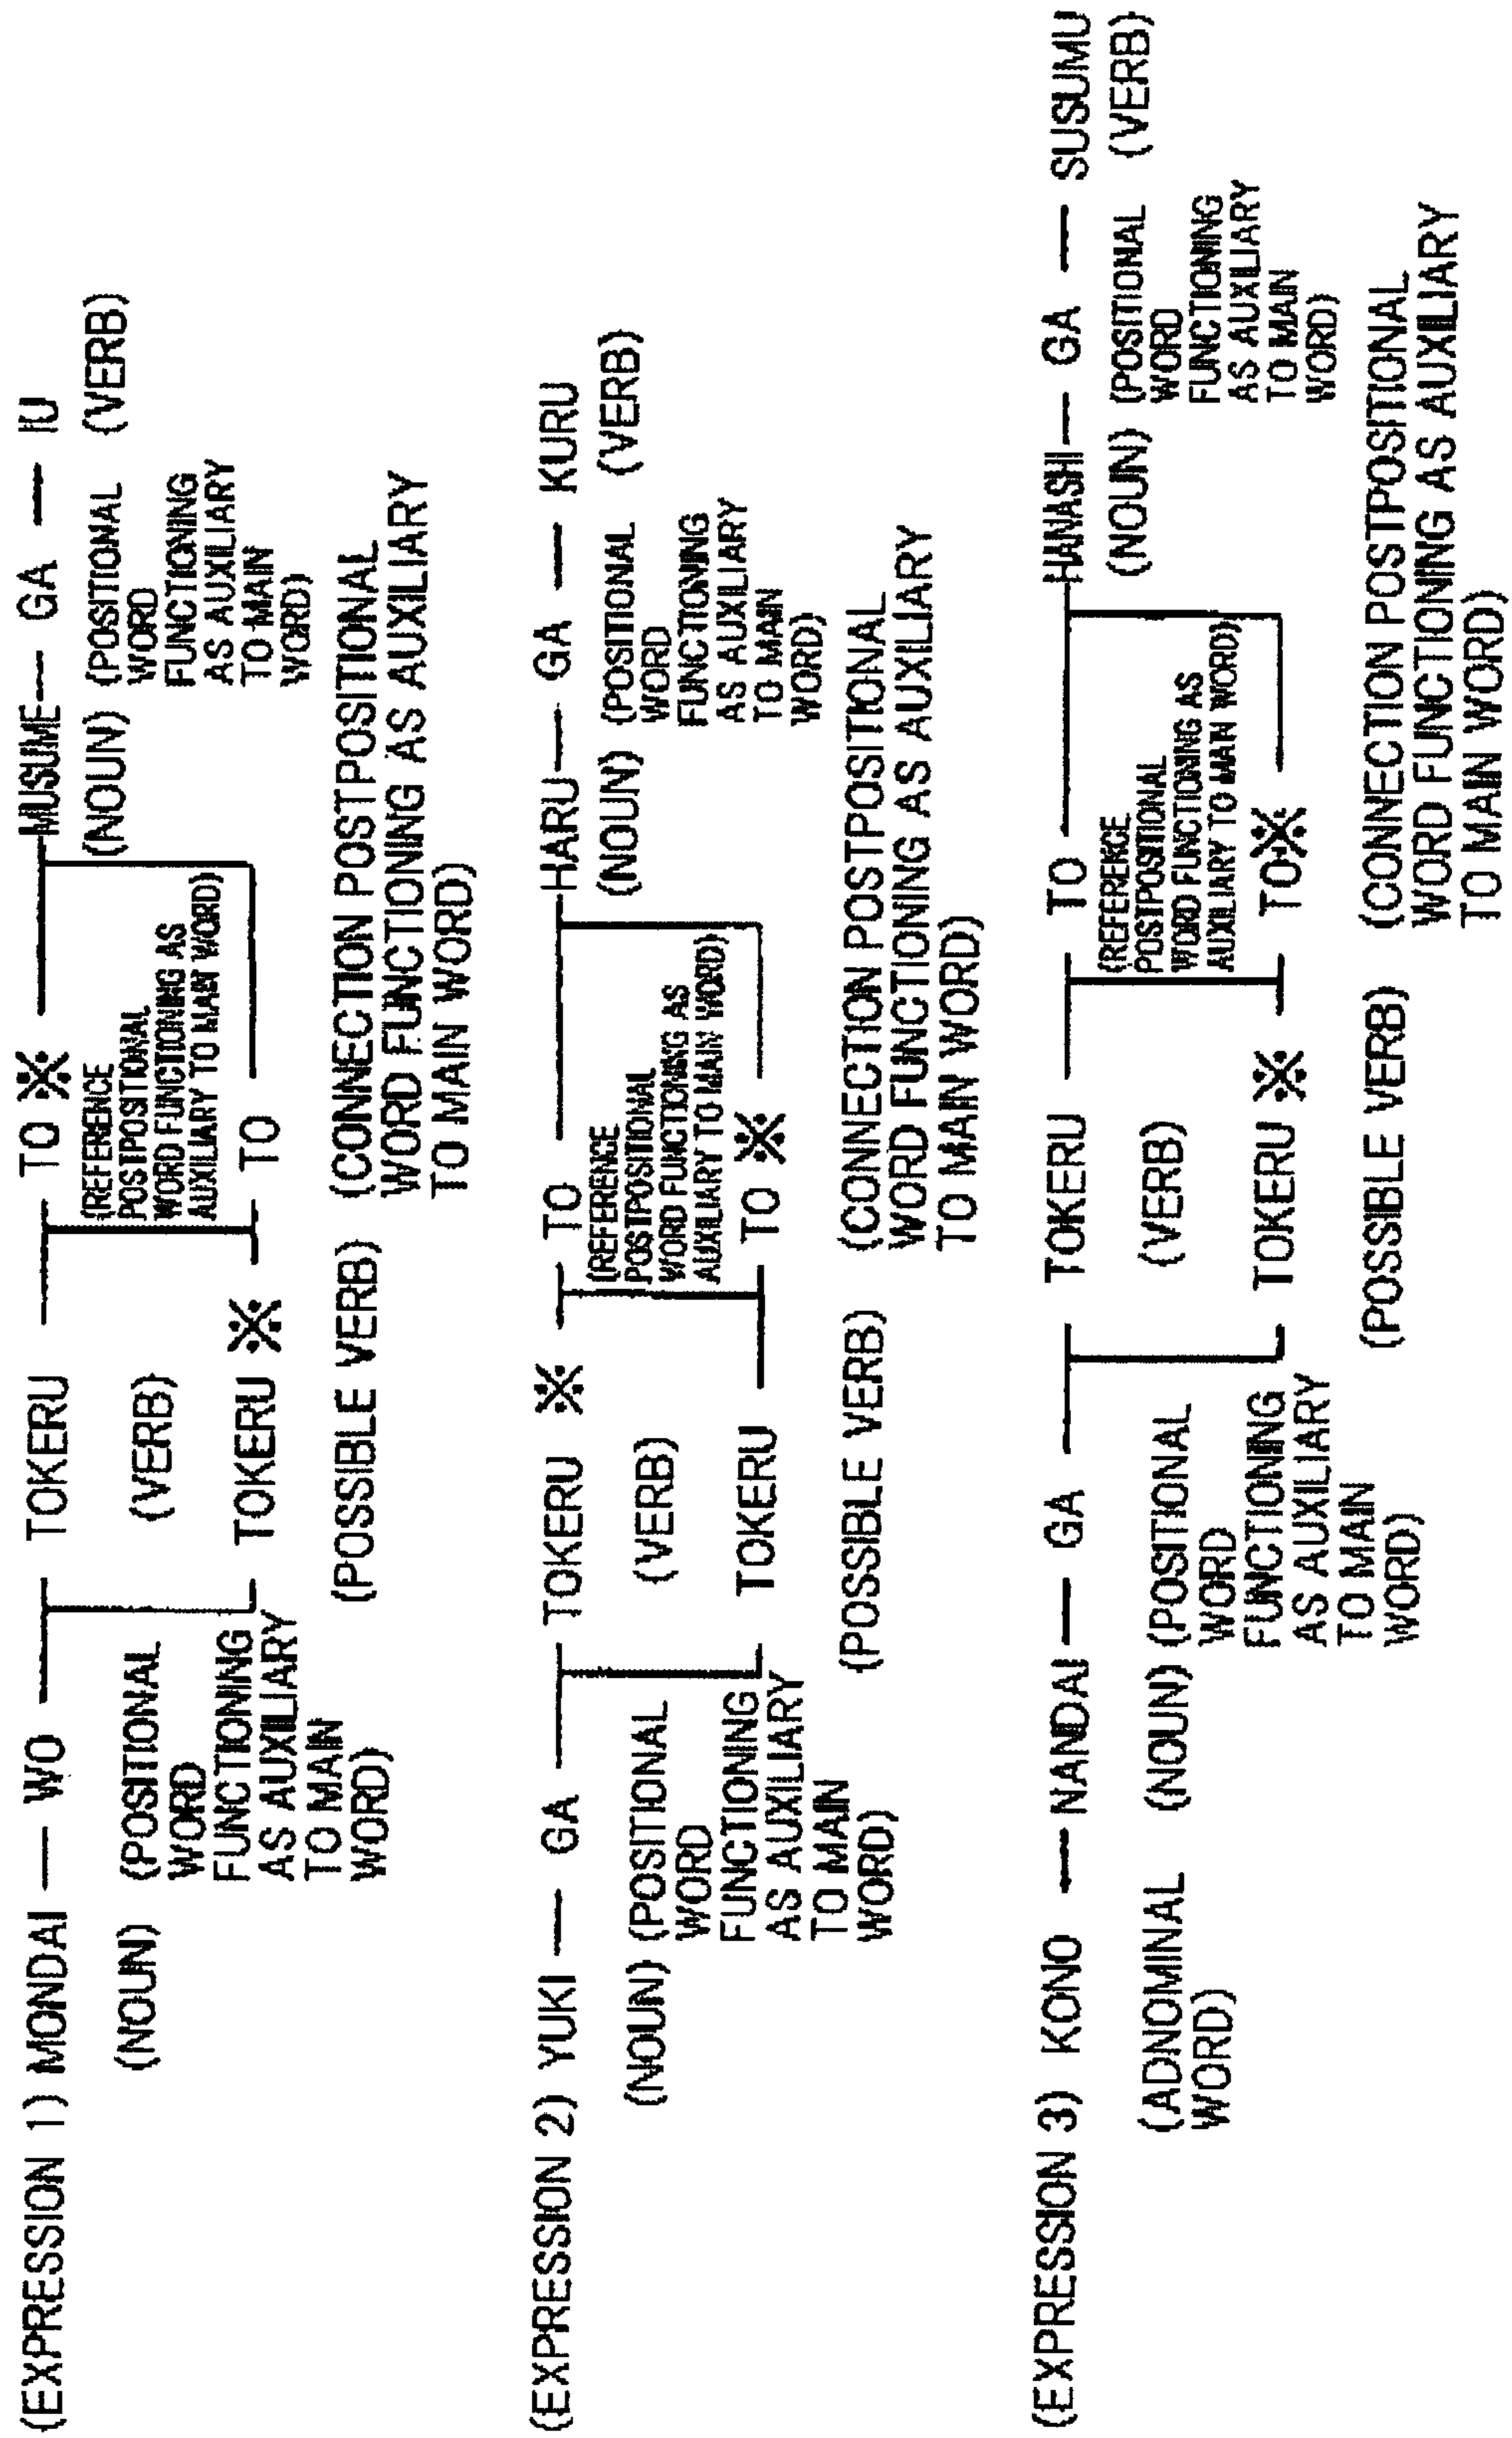 (EXPRESSION 1) MONDAI — WO — TOKERU — TO ※ — MUSUME — GA — IU
(NOUN) (POSITIONAL WORD FUNCTIONING AS AUXILIARY TO MAIN WORD) (VERB) (REFERENCE POSTPOSITIONAL WORD FUNCTIONING AS AUXILIARY TO MAIN WORD) (NOUN) (POSITIONAL WORD FUNCTIONING AS AUXILIARY TO MAIN WORD) (VERB)
TOKERU ※ — TO
(POSSIBLE VERB) (CONNECTION POSTPOSITIONAL WORD FUNCTIONING AS AUXILIARY TO MAIN WORD)
(EXPRESSION 2) YUKI — GA — TOKERU ※ — TO — HARU — GA — KURU
(NOUN) (POSITIONAL WORD FUNCTIONING AS AUXILIARY TO MAIN WORD) (VERB) (REFERENCE POSTPOSITIONAL WORD FUNCTIONING AS AUXILIARY TO MAIN WORD) (NOUN) (POSITIONAL WORD FUNCTIONING AS AUXILIARY TO MAIN WORD) (VERB)
TOKERU — TO ※
(POSSIBLE VERB) (CONNECTION POSTPOSITIONAL WORD FUNCTIONING AS AUXILIARY TO MAIN WORD)
(EXPRESSION 3) KONO — NANDAI — GA — TOKERU — TO — HANASHI — GA — SUSUMU
(ADNOMINAL WORD) (NOUN) (POSITIONAL WORD FUNCTIONING AS AUXILIARY TO MAIN WORD) (VERB) (REFERENCE POSTPOSITIONAL WORD FUNCTIONING AS AUXILIARY TO MAIN WORD) (NOUN) (POSITIONAL WORD FUNCTIONING AS AUXILIARY TO MAIN WORD) (VERB)
TOKERU ※ — TO※
(POSSIBLE VERB) (CONNECTION POSTPOSITIONAL WORD FUNCTIONING AS AUXILIARY TO MAIN WORD)